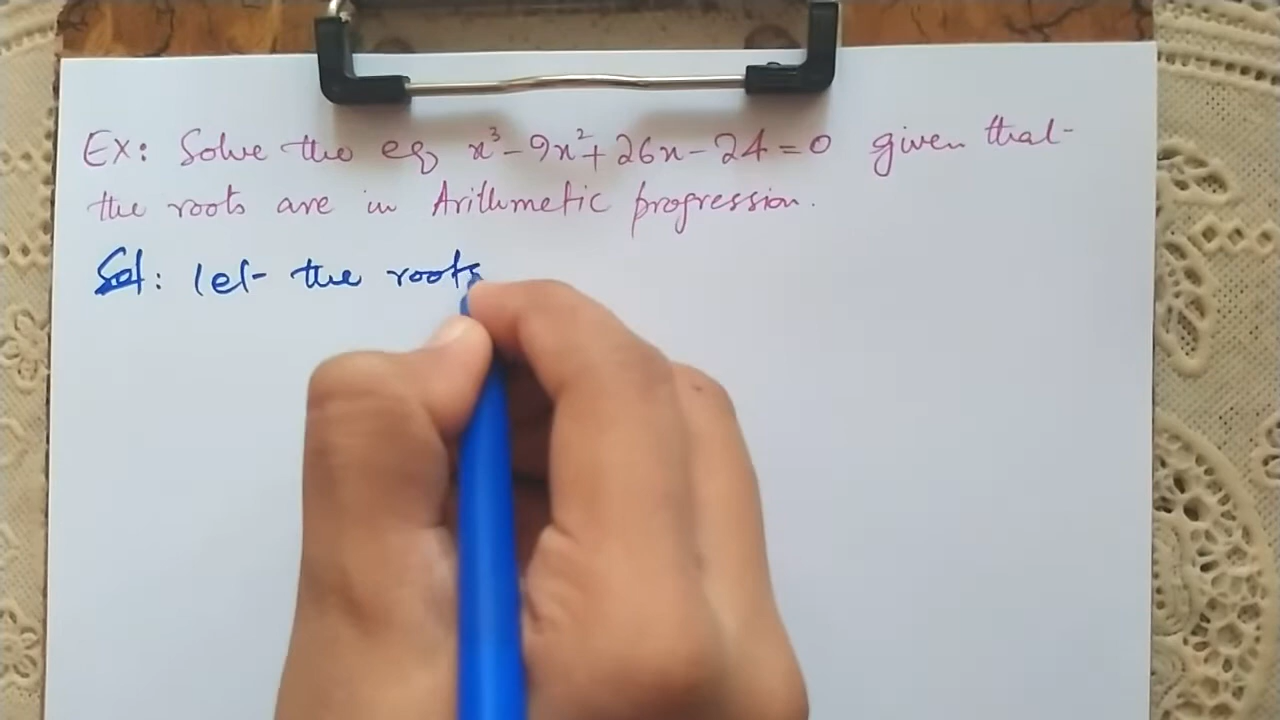 Ex: Solve the eq x³-9x²+26x-24=0 given that
the roots are in Arithmetic progression.
Sol: let the roots